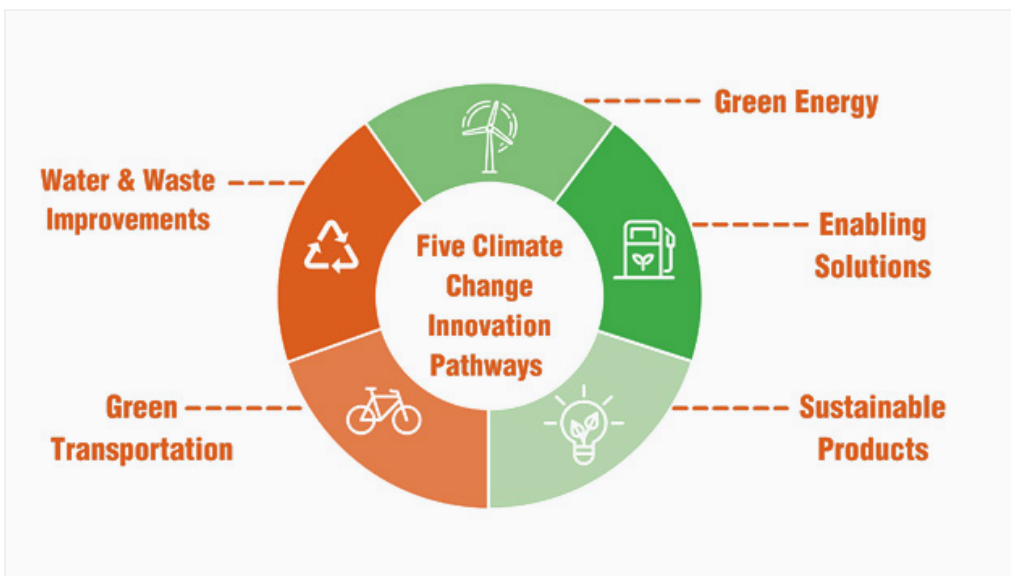 Green Energy
Water & Waste
Improvements
Five Climate
Change
Innovation
Pathways
Enabling
Solutions
Green
Transportation
Sustainable
Products